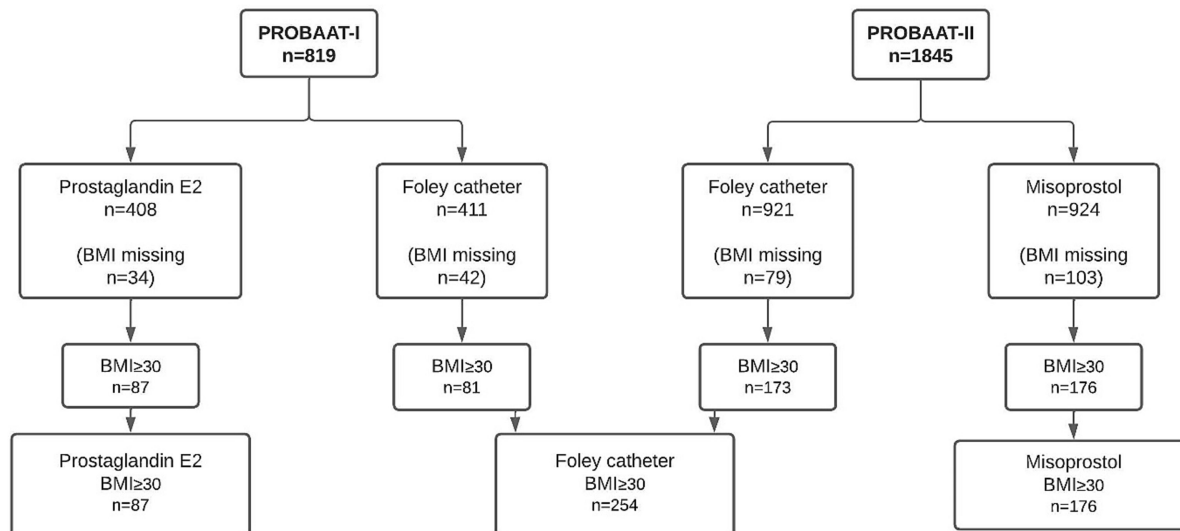 PROBAAT-I
n=819
PROBAAT-II
n=1845
Prostaglandin E2
n=408
(BMI missing
n=34)
Foley catheter
n=411
(BMI missing
n=42)
Foley catheter
n=921
(BMI missing
n=79)
Misoprostol
n=924
(BMI missing
n=103)
BMI≥30
n=87
BMI≥30
n=81
BMI≥30
n=173
BMI≥30
n=176
Prostaglandin E2
BMI≥30
n=87
Foley catheter
BMI≥30
n=254
Misoprostol
BMI≥30
n=176